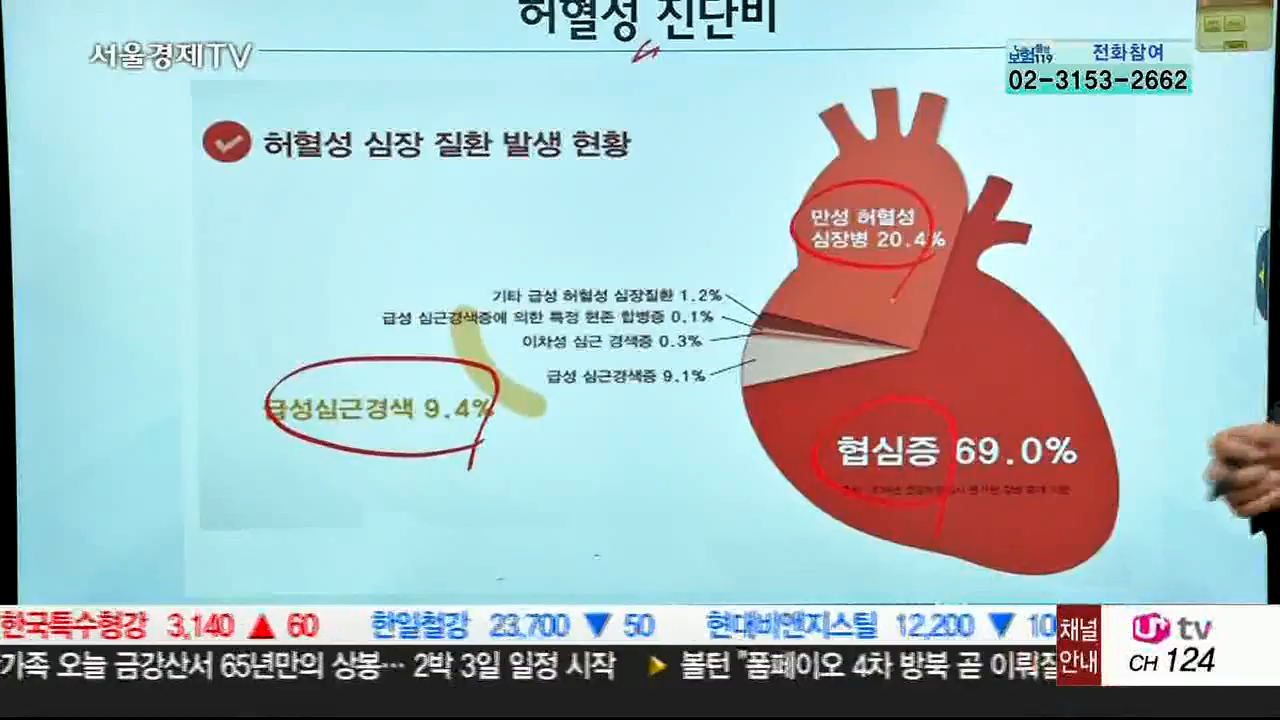 허혈성 진단비
서울경제TV
보험119
전화참여
02-3153-2662
허혈성 심장 질환 발생 현황
만성 허혈성
심장병 20.4%
기타 급성 허혈성 심장질환 1.2%
급성 심근경색증에 의한 특정 현존 합병증 0.1%
이차성 심근 경색증 0.3%
급성 심근경색증 9.1%
급성심근경색 9.4%
협심증 69.0%
한국특수형강 3,140 ▲ 60 한일철강 23,700 ▼ 50 현대비앤지스틸 12,200 ▼ 10
채널
안내
U+ tv
CH 124
가족 오늘 금강산서 65년만의 상봉… 2박 3일 일정 시작 ▶ 볼턴 "폼페이오 4차 방북 곧 이뤄질